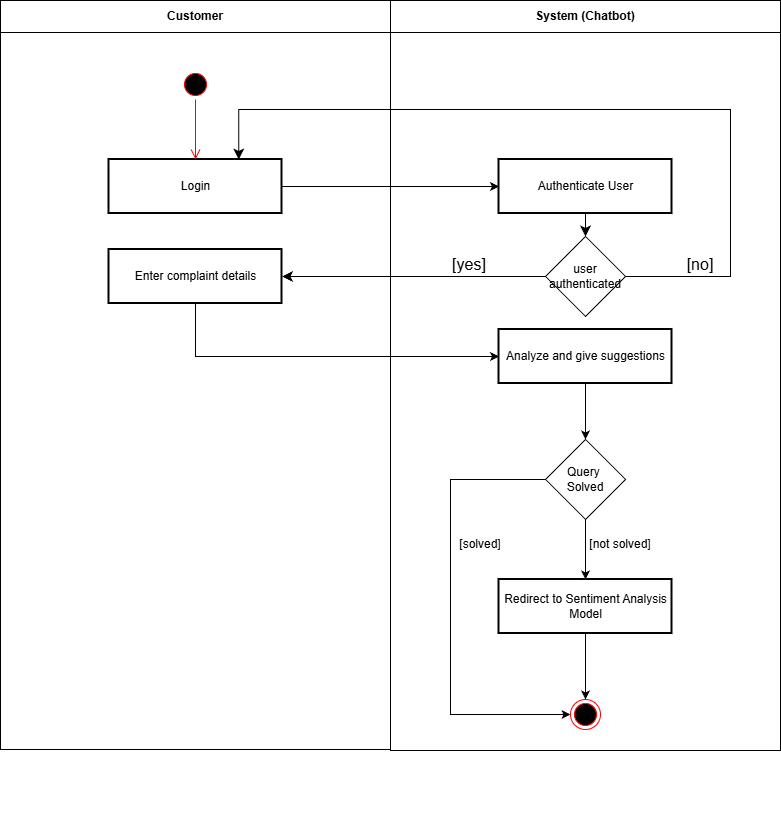 Customer
System (Chatbot)
Login
Authenticate User
Enter complaint details
[yes]
user
authenticated
[no]
Analyze and give suggestions
Query
Solved
[solved]
[not solved]
Redirect to Sentiment Analysis
Model